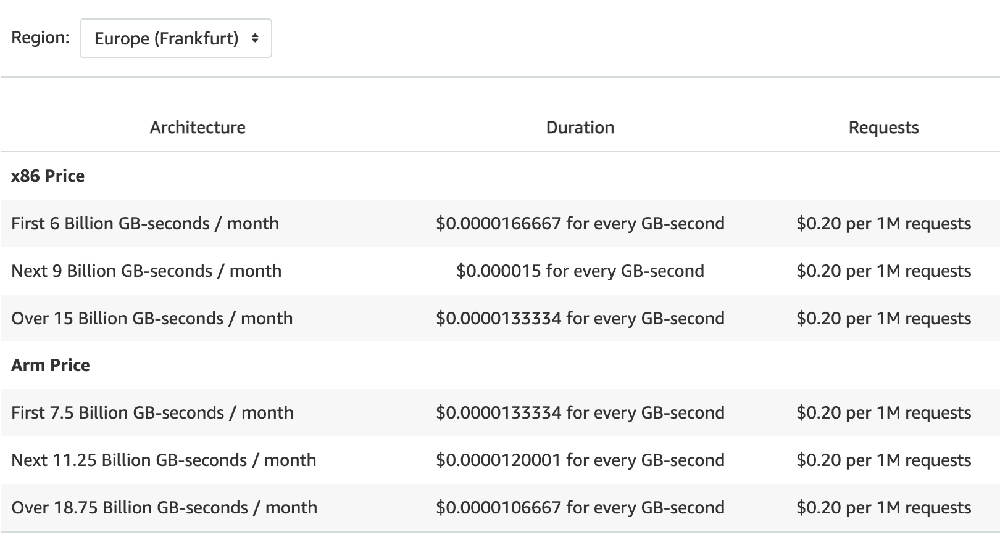 Region: Europe (Frankfurt)
Architecture Duration Requests
x86 Price
First 6 Billion GB-seconds / month $0.0000166667 for every GB-second $0.20 per 1M requests
Next 9 Billion GB-seconds / month $0.000015 for every GB-second $0.20 per 1M requests
Over 15 Billion GB-seconds / month $0.0000133334 for every GB-second $0.20 per 1M requests
Arm Price
First 7.5 Billion GB-seconds / month $0.0000133334 for every GB-second $0.20 per 1M requests
Next 11.25 Billion GB-seconds / month $0.0000120001 for every GB-second $0.20 per 1M requests
Over 18.75 Billion GB-seconds / month $0.0000106667 for every GB-second $0.20 per 1M requests